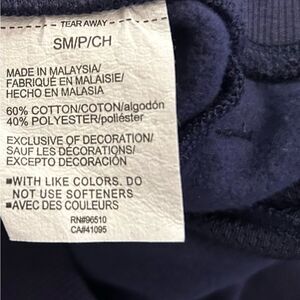 - TEAR AWAY -
SM/P/CH
MADE IN MALAYSIA/
FABRIQUÉ EN MALAISIE/
HECHO EN MALASIA
60% COTTON/COTON/algodón
40% POLYESTER/poliéster
EXCLUSIVE OF DECORATION/
SAUF LES DÉCORATIONS/
EXCEPTO DECORACIÓN
■WITH LIKE COLORS. DO
NOT USE SOFTENERS
■AVEC DES COULEURS
RN#96510
CA#41095